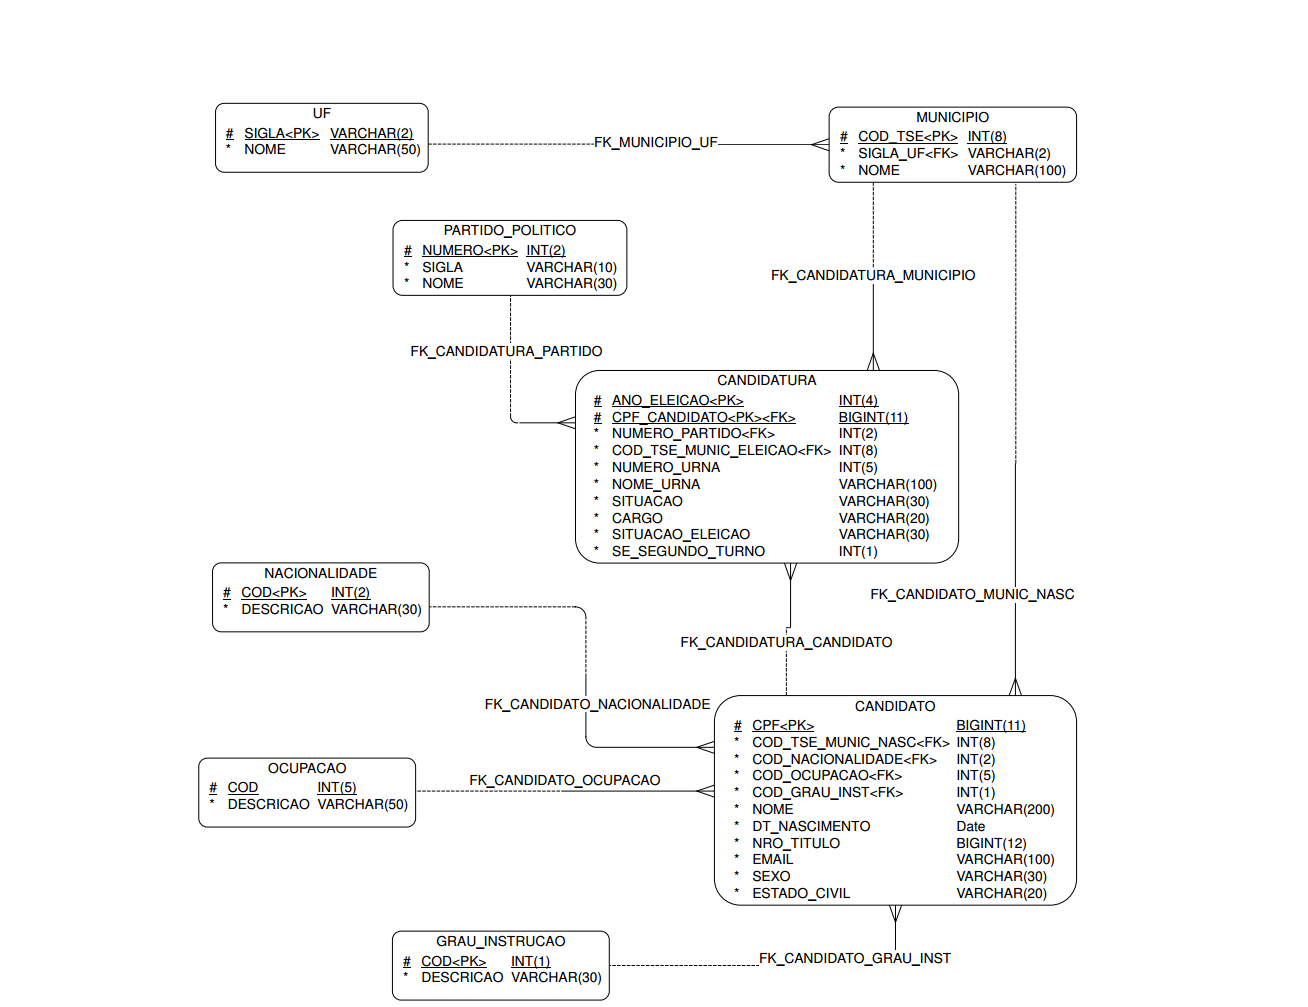 UF
# SIGLA<PK> VARCHAR(2)
* NOME VARCHAR(50)
FK_MUNICIPIO_UF
MUNICIPIO
# COD_TSE<PK> INT(8)
* SIGLA_UF<FK> VARCHAR(2)
* NOME VARCHAR(100)
PARTIDO_POLITICO
# NUMERO<PK> INT(2)
* SIGLA VARCHAR(10)
* NOME VARCHAR(30)
FK_CANDIDATURA_MUNICIPIO
FK_CANDIDATURA_PARTIDO
CANDIDATURA
# ANO_ELEICAO<PK> INT(4)
# CPF_CANDIDATO<PK><FK> BIGINT(11)
* NUMERO_PARTIDO<FK> INT(2)
* COD_TSE_MUNIC_ELEICAO<FK> INT(8)
* NUMERO_URNA INT(5)
* NOME_URNA VARCHAR(100)
* SITUACAO VARCHAR(30)
* CARGO VARCHAR(20)
* SITUACAO_ELEICAO VARCHAR(30)
* SE_SEGUNDO_TURNO INT(1)
NACIONALIDADE
# COD<PK> INT(2)
* DESCRICAO VARCHAR(30)
FK_CANDIDATO_MUNIC_NASC
FK_CANDIDATURA_CANDIDATO
FK_CANDIDATO_NACIONALIDADE
CANDIDATO
# CPF<PK> BIGINT(11)
* COD_TSE_MUNIC_NASC<FK> INT(8)
* COD_NACIONALIDADE<FK> INT(2)
* COD_OCUPACAO<FK> INT(5)
* COD_GRAU_INST<FK> INT(1)
* NOME VARCHAR(200)
* DT_NASCIMENTO Date
* NRO_TITULO BIGINT(12)
* EMAIL VARCHAR(100)
* SEXO VARCHAR(30)
* ESTADO_CIVIL VARCHAR(20)
OCUPACAO
# COD INT(5)
* DESCRICAO VARCHAR(50)
FK_CANDIDATO_OCUPACAO
GRAU_INSTRUCAO
# COD<PK> INT(1)
* DESCRICAO VARCHAR(30)
FK_CANDIDATO_GRAU_INST